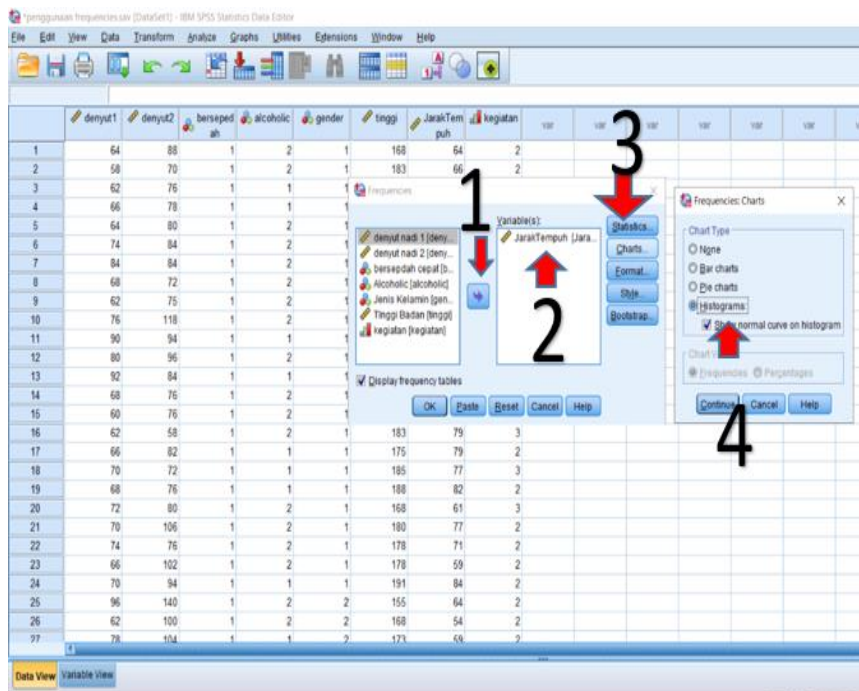 *penggunaan frequencies.sav [DataSet1] - IBM SPSS Statistics Data Editor
File Edit View Data Transform Analyze Graphs Utilities Extensions Window Help
denyut1 denyut2 bersepedah alcoholic gender tinggi JarakTempuh kegiatan var var var var var var
1 64 88 1 2 1 168 64 2
2 58 70 1 2 1 183 66 2
3 62 76 1 1 1
4 66 78 1 1
5 64 80 1 2
6 74 84 1 2
7 84 84 1 2
8 68 72 1 2
9 62 75 1 2
10 76 118 1 2
11 90 94 1 1
12 80 96 1 2
13 92 84 1 1
14 68 76 1 2
15 60 76 1 2
16 62 58 1 2 1 183 79 3
17 66 82 1 1 1 175 79 2
18 70 72 1 1 1 185 77 3
19 68 76 1 1 1 188 82 2
20 72 80 1 2 1 168 61 3
21 70 106 1 2 1 180 77 2
22 74 76 1 2 1 178 71 2
23 66 102 1 2 1 178 59 2
24 70 94 1 1 1 191 84 2
25 96 140 1 2 2 155 64 2
26 62 100 1 2 2 168 54 2
27 78 104 1 1 2 173 59 2
Data View Variable View
Frequencies
denyut nadi 1 [deny...
denyut nadi 2 [deny...
bersepdah cepat [b...
Alcoholic [alcoholic]
Jenis Kelamin [gen...
Tinggi Badan [tinggi]
kegiatan [kegiatan]
Variable(s):
JarakTempuh [Jara...
Statistics...
Charts...
Format...
Style...
Bootstrap...
Display frequency tables
OK Paste Reset Cancel Help
Frequencies: Charts
Chart Type
None
Bar charts
Pie charts
Histograms:
normal curve on histogram
Chart
Frequencies Percentages
Continue Cancel Help
1
2
3
4